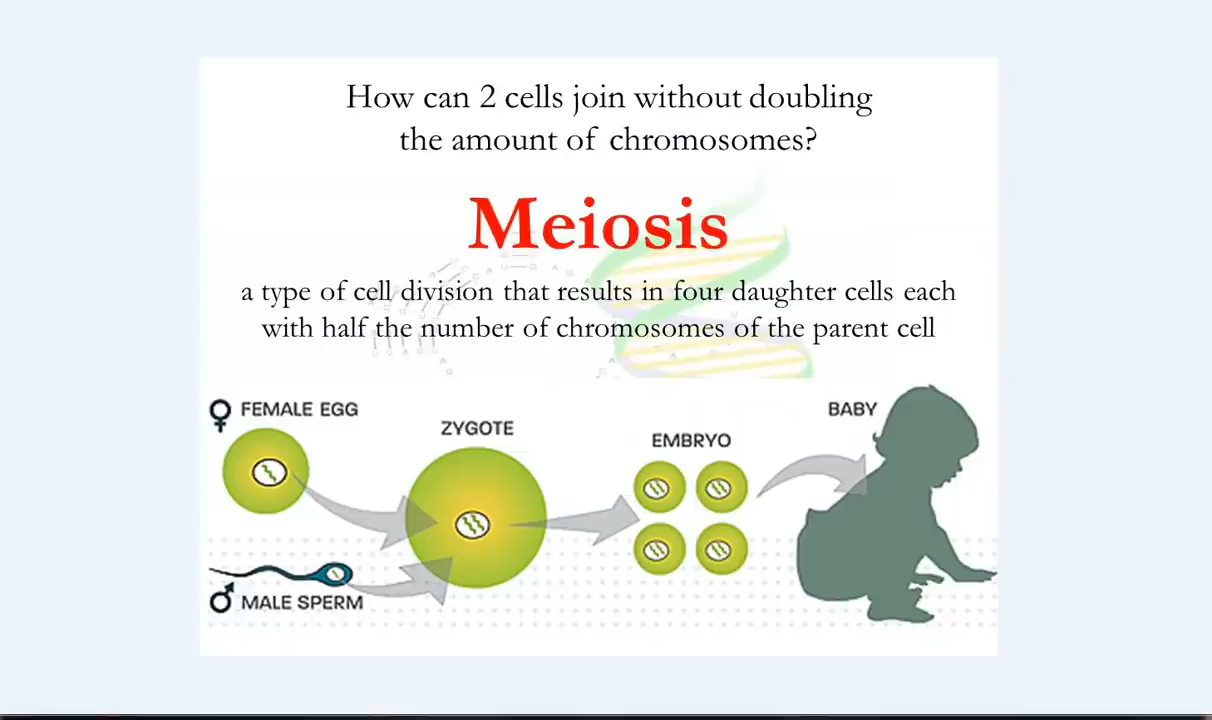 How can 2 cells join without doubling
the amount of chromosomes?
Meiosis
a type of cell division that results in four daughter cells each
with half the number of chromosomes of the parent cell
FEMALE EGG
ZYGOTE
EMBRYO
BABY
MALE SPERM